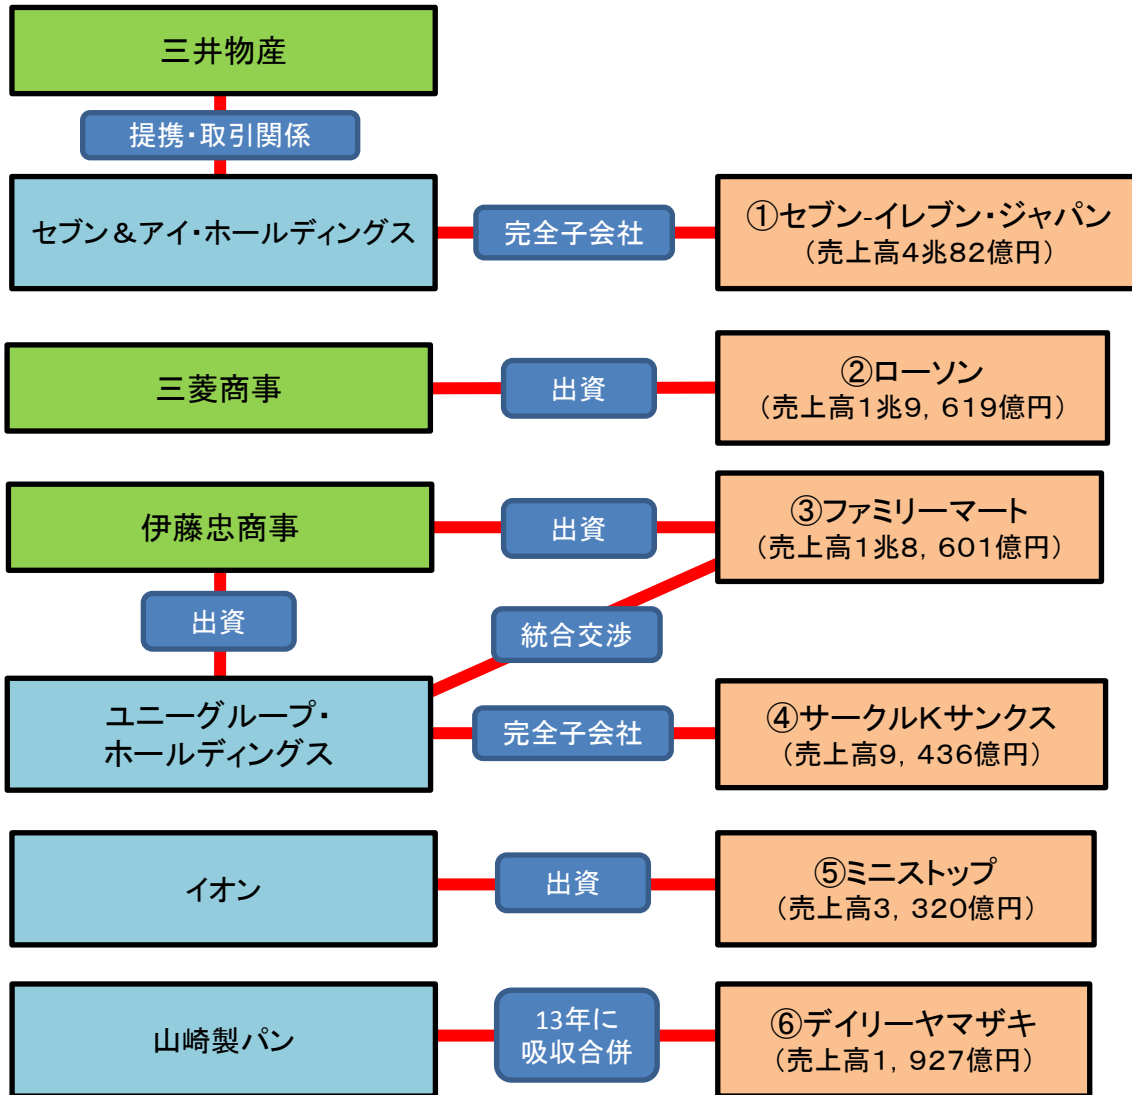 三井物産
提携・取引関係
セブン＆アイ・ホールディングス
完全子会社
①セブン-イレブン・ジャパン
（売上高4兆82億円）
三菱商事
出資
②ローソン
（売上高1兆9，619億円）
伊藤忠商事
出資
③ファミリーマート
（売上高1兆8，601億円）
出資
統合交渉
ユニーグループ・
ホールディングス
完全子会社
④サークルKサンクス
（売上高9，436億円）
イオン
出資
⑤ミニストップ
（売上高3，320億円）
山崎製パン
13年に
吸収合併
⑥デイリーヤマザキ
（売上高1，927億円）